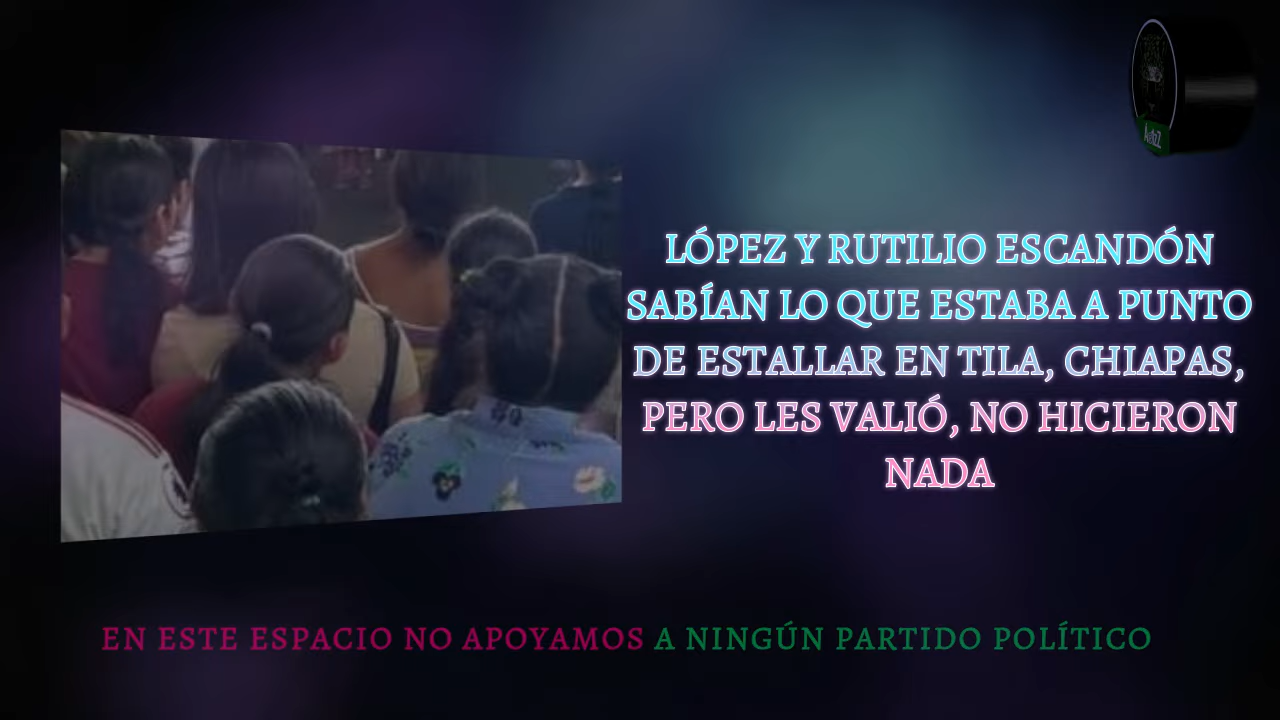 LÓPEZ Y RUTILIO ESCANDÓN
SABÍAN LO QUE ESTABA A PUNTO
DE ESTALLAR EN TILA, CHIAPAS,
PERO LES VALIÓ, NO HICIERON
NADA
EN ESTE ESPACIO NO APOYAMOS A NINGÚN PARTIDO POLÍTICO